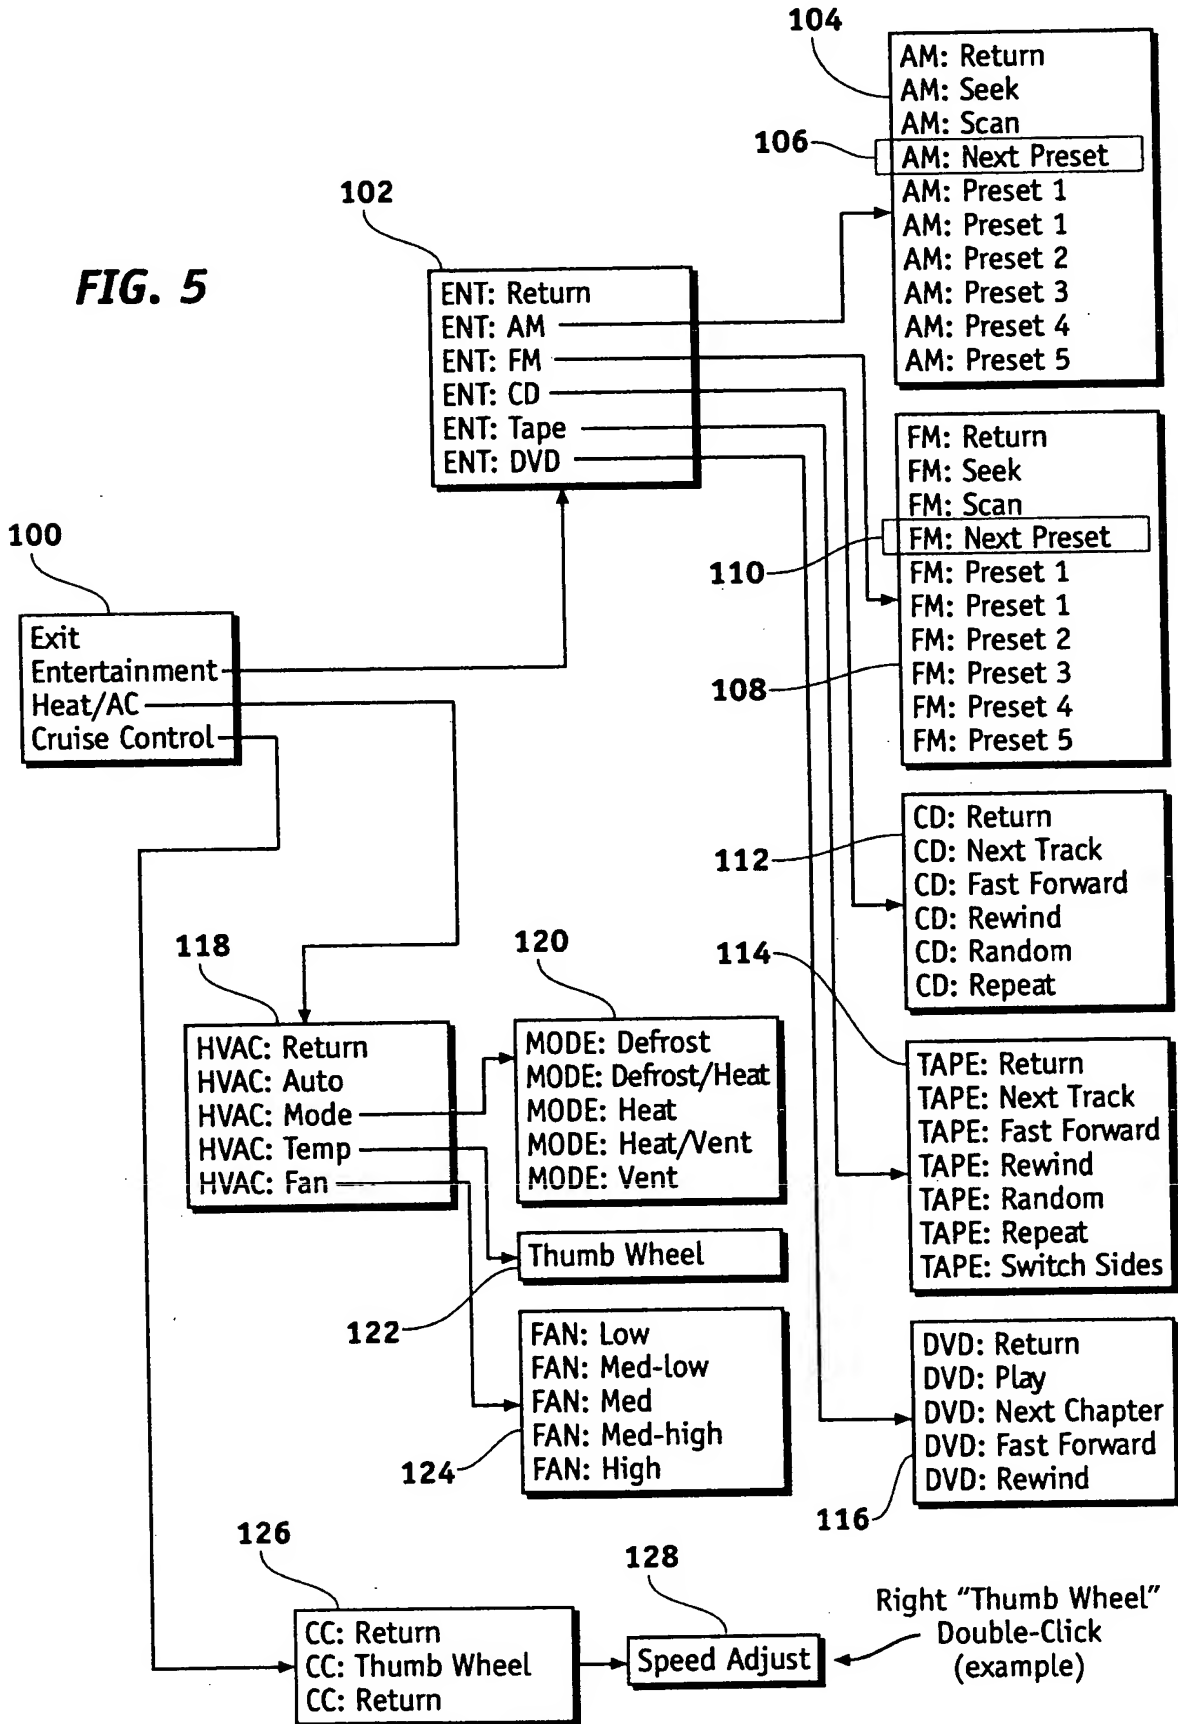 FIG. 5
104
AM: Return
AM: Seek
AM: Scan
106
AM: Next Preset
AM: Preset 1
AM: Preset 1
AM: Preset 2
AM: Preset 3
AM: Preset 4
AM: Preset 5
102
ENT: Return
ENT: AM
ENT: FM
ENT: CD
ENT: Tape
ENT: DVD
FM: Return
FM: Seek
FM: Scan
110
FM: Next Preset
FM: Preset 1
FM: Preset 1
FM: Preset 2
108
FM: Preset 3
FM: Preset 4
FM: Preset 5
100
Exit
Entertainment
Heat/AC
Cruise Control
112
CD: Return
CD: Next Track
CD: Fast Forward
CD: Rewind
CD: Random
CD: Repeat
118
HVAC: Return
HVAC: Auto
HVAC: Mode
HVAC: Temp
HVAC: Fan
120
MODE: Defrost
MODE: Defrost/Heat
MODE: Heat
MODE: Heat/Vent
MODE: Vent
114
TAPE: Return
TAPE: Next Track
TAPE: Fast Forward
TAPE: Rewind
TAPE: Random
TAPE: Repeat
TAPE: Switch Sides
Thumb Wheel
122
FAN: Low
FAN: Med-low
FAN: Med
FAN: Med-high
FAN: High
124
DVD: Return
DVD: Play
DVD: Next Chapter
DVD: Fast Forward
DVD: Rewind
116
126
CC: Return
CC: Thumb Wheel
CC: Return
128
Speed Adjust
Right “Thumb Wheel”
Double-Click
(example)